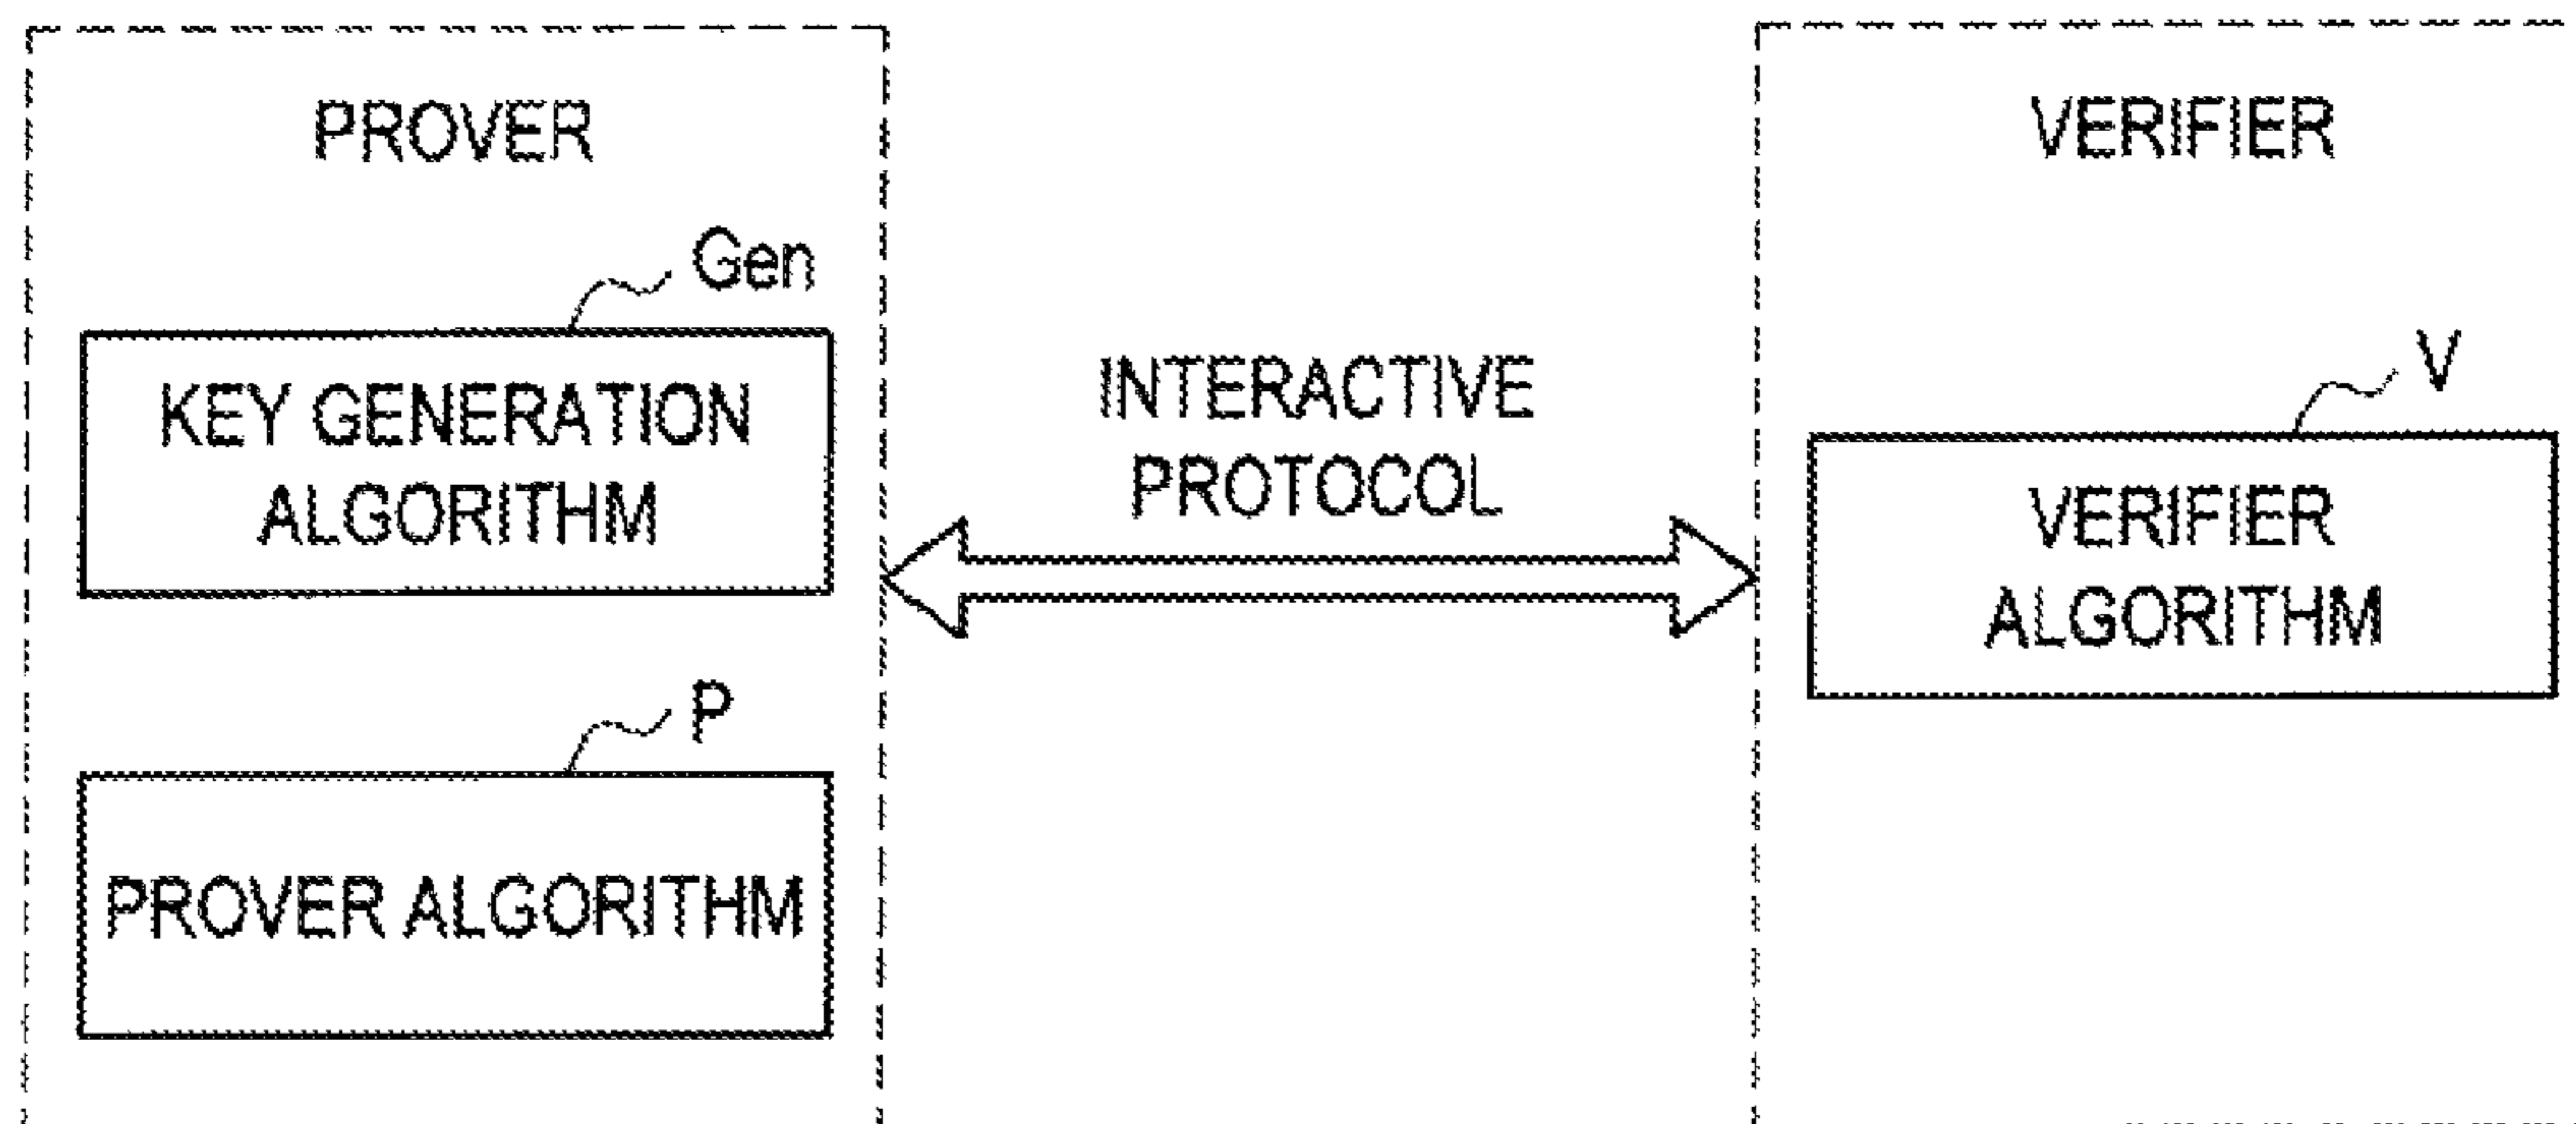 PROVER
Gen
KEY GENERATION
ALGORITHM
P
PROVER ALGORITHM
INTERACTIVE
PROTOCOL
VERIFIER
V
VERIFIER
ALGORITHM